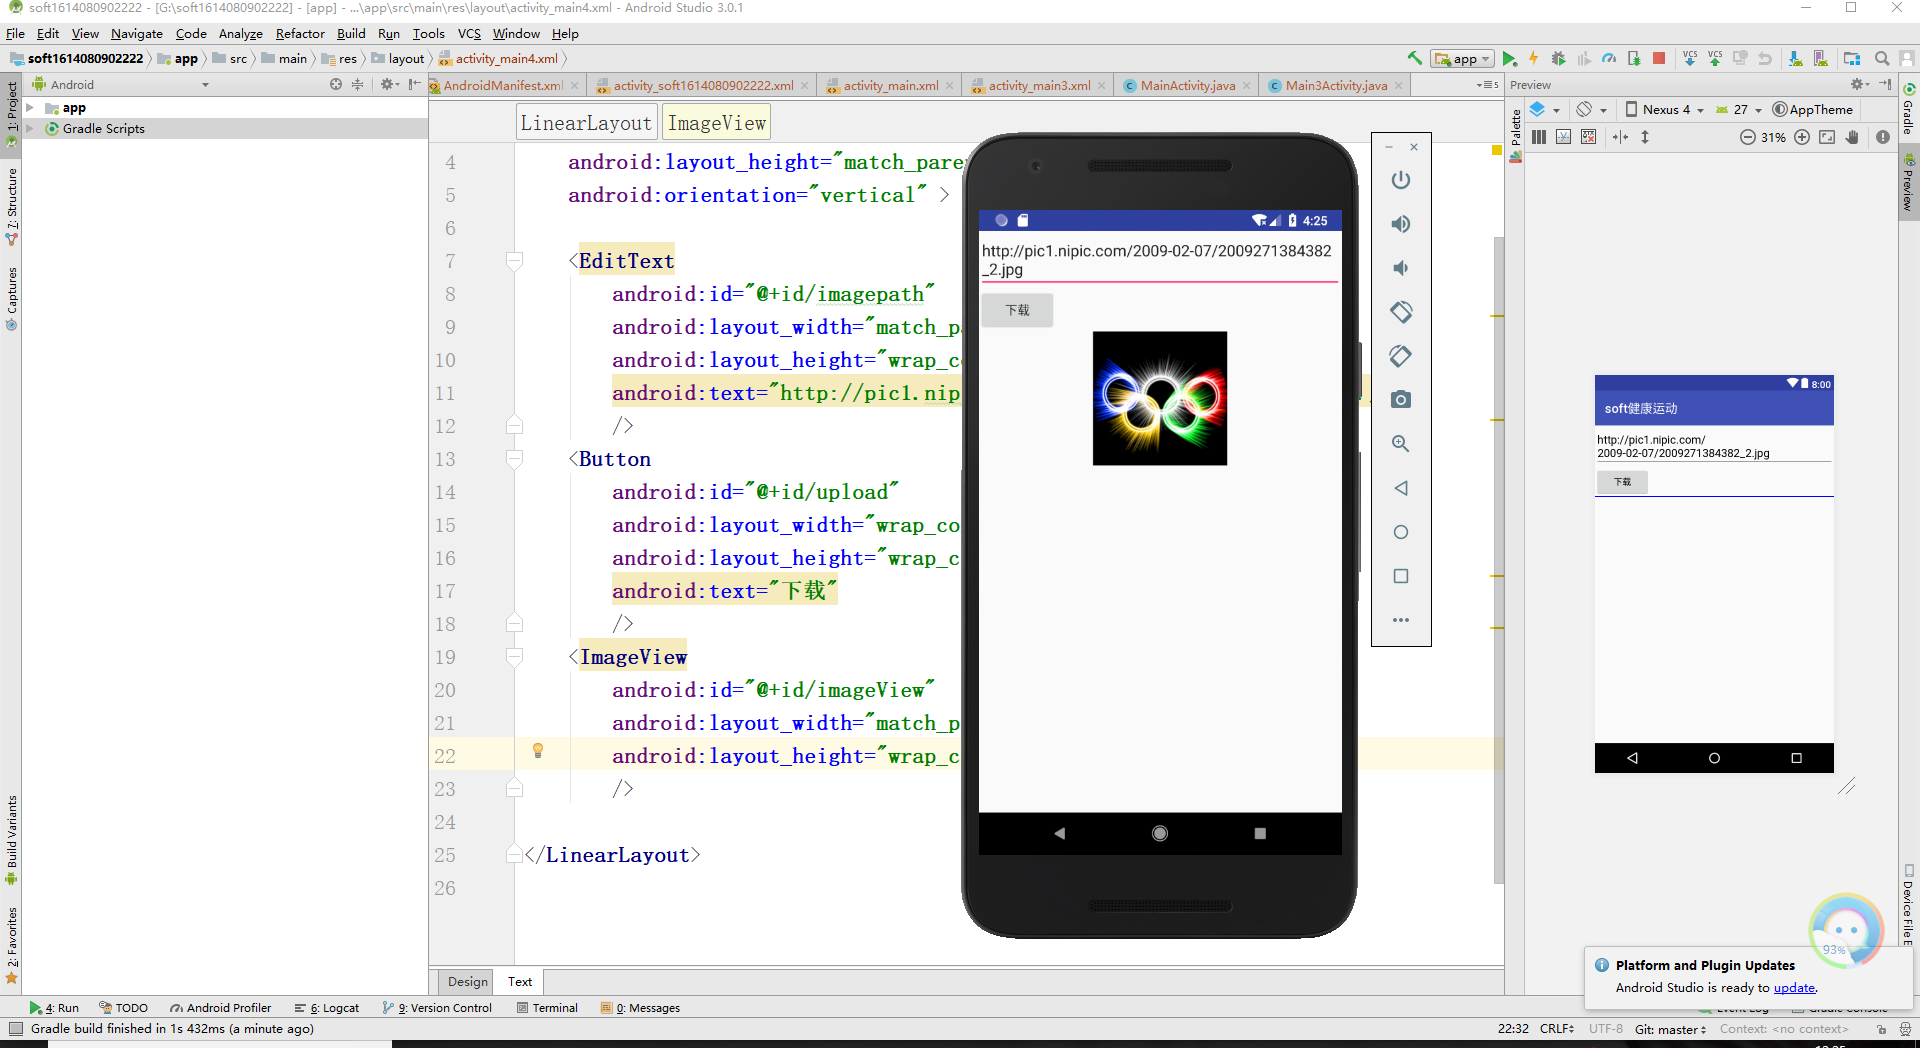 soft1614080902222 - [G:\soft1614080902222] - [app] - ...\app\src\main\res\layout\activity_main4.xml - Android Studio 3.0.1
File Edit View Navigate Code Analyze Refactor Build Run Tools VCS Window Help
soft1614080902222 app src main res layout activity_main4.xml
app
VCS VCS
1: Project
7: Structure
Captures
Build Variants
2: Favorites
Android
app
Gradle Scripts
AndroidManifest.xml activity_soft1614080902222.xml activity_main.xml activity_main3.xml MainActivity.java Main3Activity.java
≡5
LinearLayout ImageView
4 android:layout_height="match_pare
5 android:orientation="vertical" >
6
7 <EditText
8 android:id="@+id/imagepath"
9 android:layout_width="match_p
10 android:layout_height="wrap_c
11 android:text="http://pic1.nip
12 />
13 <Button
14 android:id="@+id/upload"
15 android:layout_width="wrap_co
16 android:layout_height="wrap_c
17 android:text="下载"
18 />
19 <ImageView
20 android:id="@+id/imageView"
21 android:layout_width="match_p
22 android:layout_height="wrap_c
23 />
24
25 </LinearLayout>
26
Design Text
4:25
http://pic1.nipic.com/2009-02-07/2009271384382
_2.jpg
下载
Preview
Palette
Nexus 4 27 AppTheme
31%
8:00
soft健康运动
http://pic1.nipic.com/
2009-02-07/2009271384382_2.jpg
下载
Gradle
Preview
Device File E
93%
Platform and Plugin Updates
Android Studio is ready to update.
4: Run TODO Android Profiler 6: Logcat 9: Version Control Terminal 0: Messages Event Log Gradle Console
Gradle build finished in 1s 432ms (a minute ago)
22:32 CRLF UTF-8 Git: master Context: <no context>